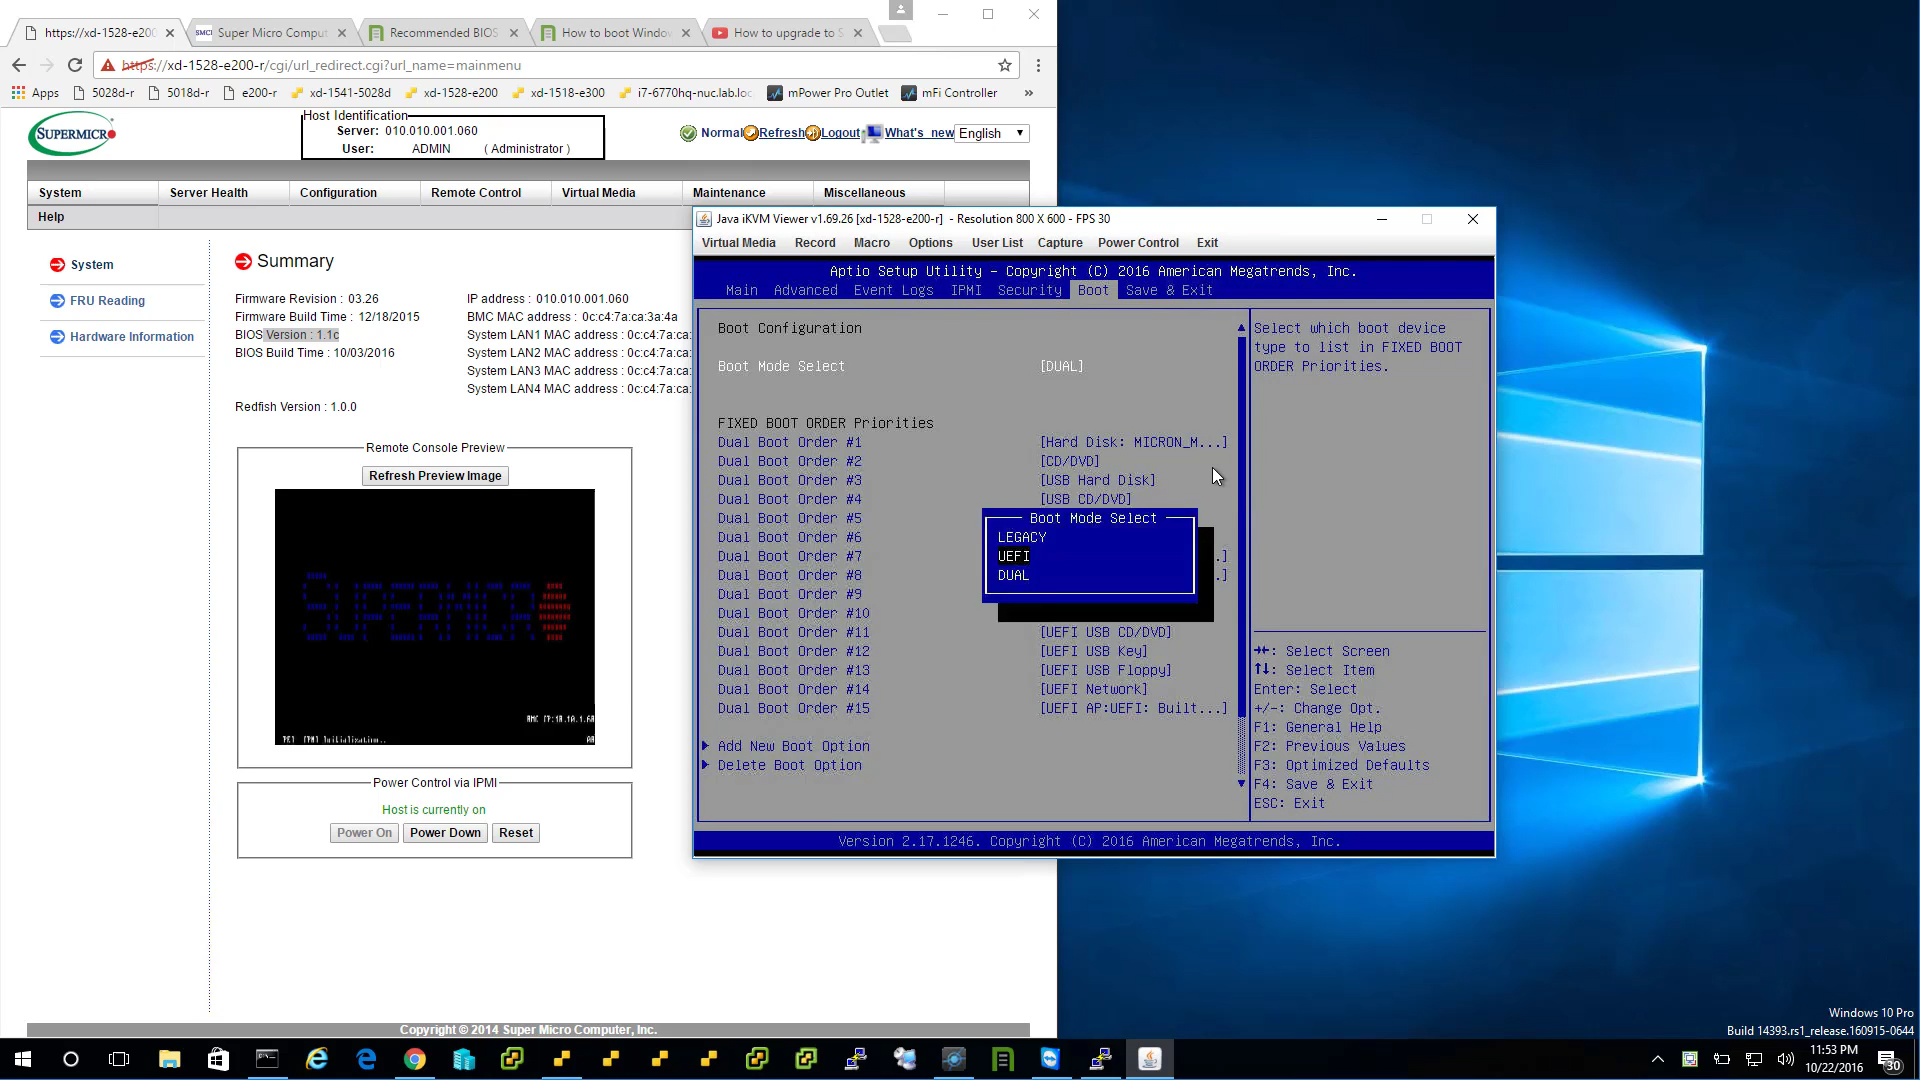 https://xd-1528-e200
Super Micro Comput
Recommended BIOS
How to boot Windo
How to upgrade to S
https://xd-1528-e200-r/cgi/url_redirect.cgi?url_name=mainmenu
Apps 5028d-r 5018d-r e200-r xd-1541-5028d xd-1528-e200 xd-1518-e300 i7-6770hq-nuc.lab.loc mPower Pro Outlet mFi Controller »
SUPERMICR
Host Identification
Server: 010.010.001.060
User: ADMIN ( Administrator )
Normal Refresh Logout What's new English
System Server Health Configuration Remote Control Virtual Media Maintenance Miscellaneous
Help
System
FRU Reading
Hardware Information
Summary
Firmware Revision : 03.26
Firmware Build Time : 12/18/2015
BIOS Version : 1.1c
BIOS Build Time : 10/03/2016
Redfish Version : 1.0.0
IP address : 010.010.001.060
BMC MAC address : 0c:c4:7a:ca:3a:4a
System LAN1 MAC address : 0c:c4:7a:ca:
System LAN2 MAC address : 0c:c4:7a:ca:
System LAN3 MAC address : 0c:c4:7a:ca:
System LAN4 MAC address : 0c:c4:7a:ca:
Remote Console Preview
Refresh Preview Image
SUPERMICR
BMC IP:10.10.1.60
IPMI Initialization..
Power Control via IPMI
Host is currently on
Power On Power Down Reset
Copyright © 2014 Super Micro Computer, Inc.
Java iKVM Viewer v1.69.26 [xd-1528-e200-r] - Resolution 800 X 600 - FPS 30
Virtual Media Record Macro Options User List Capture Power Control Exit
Aptio Setup Utility - Copyright (C) 2016 American Megatrends, Inc.
Main Advanced Event Logs IPMI Security Boot Save & Exit
Boot Configuration
Boot Mode Select [DUAL]
FIXED BOOT ORDER Priorities
Dual Boot Order #1 [Hard Disk: MICRON_M...]
Dual Boot Order #2 [CD/DVD]
Dual Boot Order #3 [USB Hard Disk]
Dual Boot Order #4 [USB CD/DVD]
Dual Boot Order #5
Dual Boot Order #6
Dual Boot Order #7 .]
Dual Boot Order #8 .]
Dual Boot Order #9
Dual Boot Order #10
Dual Boot Order #11 [UEFI USB CD/DVD]
Dual Boot Order #12 [UEFI USB Key]
Dual Boot Order #13 [UEFI USB Floppy]
Dual Boot Order #14 [UEFI Network]
Dual Boot Order #15 [UEFI AP:UEFI: Built...]
Add New Boot Option
Delete Boot Option
Boot Mode Select
LEGACY
UEFI
DUAL
Select which boot device
type to list in FIXED BOOT
ORDER Priorities.
→←: Select Screen
↑↓: Select Item
Enter: Select
+/-: Change Opt.
F1: General Help
F2: Previous Values
F3: Optimized Defaults
F4: Save & Exit
ESC: Exit
Version 2.17.1246. Copyright (C) 2016 American Megatrends, Inc.
Windows 10 Pro
Build 14393.rs1_release.160915-0644
11:53 PM
10/22/2016
30